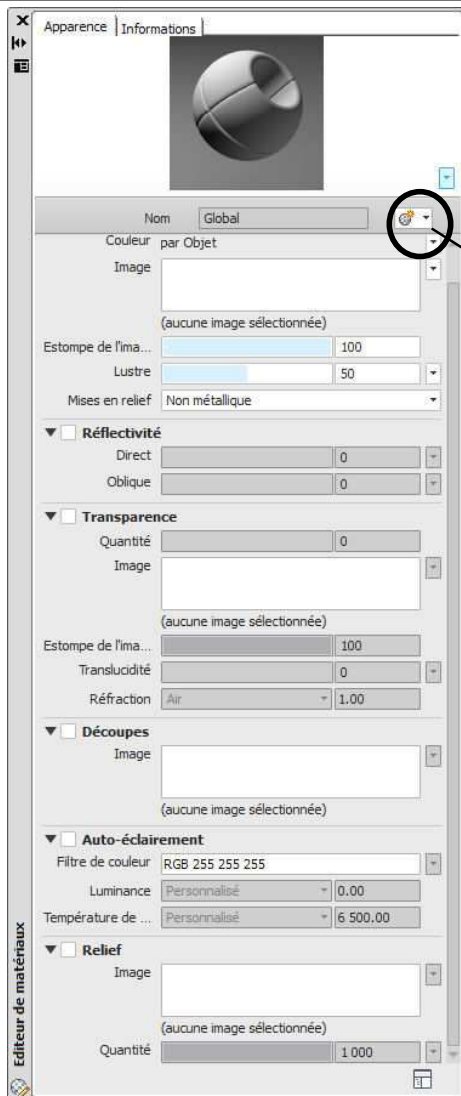 Apparence Informations
Nom Global
Couleur par Objet
Image
(aucune image sélectionnée)
Estompe de l'ima... 100
Lustre 50
Mises en relief Non métallique
Réflectivité
Direct 0
Oblique 0
Transparence
Quantité 0
Image
(aucune image sélectionnée)
Estompe de l'ima... 100
Translucidité 0
Réfraction Air 1.00
Découpes
Image
(aucune image sélectionnée)
Auto-éclairement
Filtre de couleur RGB 255 255 255
Luminance Personnalisé 0.00
Température de ... Personnalisé 6 500.00
Relief
Image
(aucune image sélectionnée)
Quantité 1 000
Editeur de matériaux